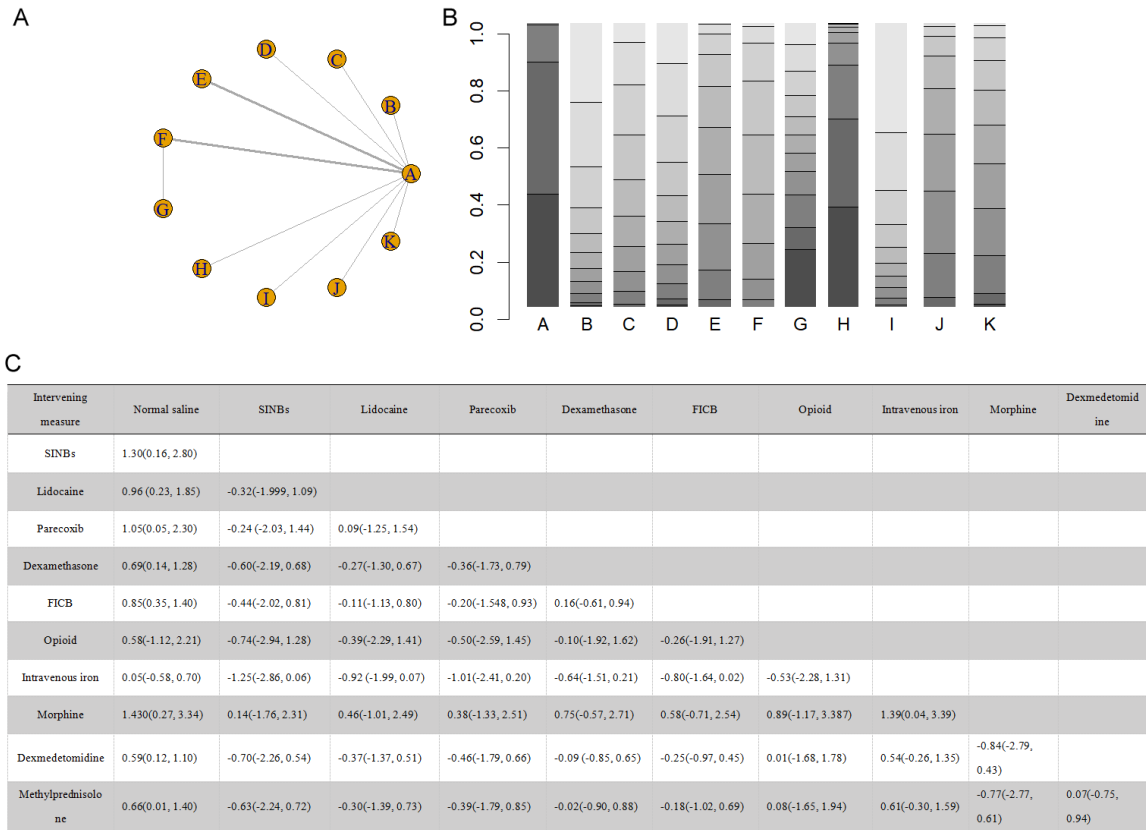 A
B
D
C
E
B
F
A
G
K
H
J
I
1.0
0.8
0.6
0.4
0.2
0.0
A B C D E F G H I J K
C
Intervening measure Normal saline SINBs Lidocaine Parecoxib Dexamethasone FICB Opioid Intravenous iron Morphine Dexmedetomid ine
SINBs 1.30(0.16, 2.80)
Lidocaine 0.96 (0.23, 1.85) -0.32(-1.999, 1.09)
Parecoxib 1.05(0.05, 2.30) -0.24 (-2.03, 1.44) 0.09(-1.25, 1.54)
Dexamethasone 0.69(0.14, 1.28) -0.60(-2.19, 0.68) -0.27(-1.30, 0.67) -0.36(-1.73, 0.79)
FICB 0.85(0.35, 1.40) -0.44(-2.02, 0.81) -0.11(-1.13, 0.80) -0.20(-1.548, 0.93) 0.16(-0.61, 0.94)
Opioid 0.58(-1.12, 2.21) -0.74(-2.94, 1.28) -0.39(-2.29, 1.41) -0.50(-2.59, 1.45) -0.10(-1.92, 1.62) -0.26(-1.91, 1.27)
Intravenous iron 0.05(-0.58, 0.70) -1.25(-2.86, 0.06) -0.92 (-1.99, 0.07) -1.01(-2.41, 0.20) -0.64(-1.51, 0.21) -0.80(-1.64, 0.02) -0.53(-2.28, 1.31)
Morphine 1.430(0.27, 3.34) 0.14(-1.76, 2.31) 0.46(-1.01, 2.49) 0.38(-1.33, 2.51) 0.75(-0.57, 2.71) 0.58(-0.71, 2.54) 0.89(-1.17, 3.387) 1.39(0.04, 3.39)
Dexmedetomidine 0.59(0.12, 1.10) -0.70(-2.26, 0.54) -0.37(-1.37, 0.51) -0.46(-1.79, 0.66) -0.09 (-0.85, 0.65) -0.25(-0.97, 0.45) 0.01(-1.68, 1.78) 0.54(-0.26, 1.35) -0.84(-2.79, 0.43)
Methylprednisolo ne 0.66(0.01, 1.40) -0.63(-2.24, 0.72) -0.30(-1.39, 0.73) -0.39(-1.79, 0.85) -0.02(-0.90, 0.88) -0.18(-1.02, 0.69) 0.08(-1.65, 1.94) 0.61(-0.30, 1.59) -0.77(-2.77, 0.61) 0.07(-0.75, 0.94)